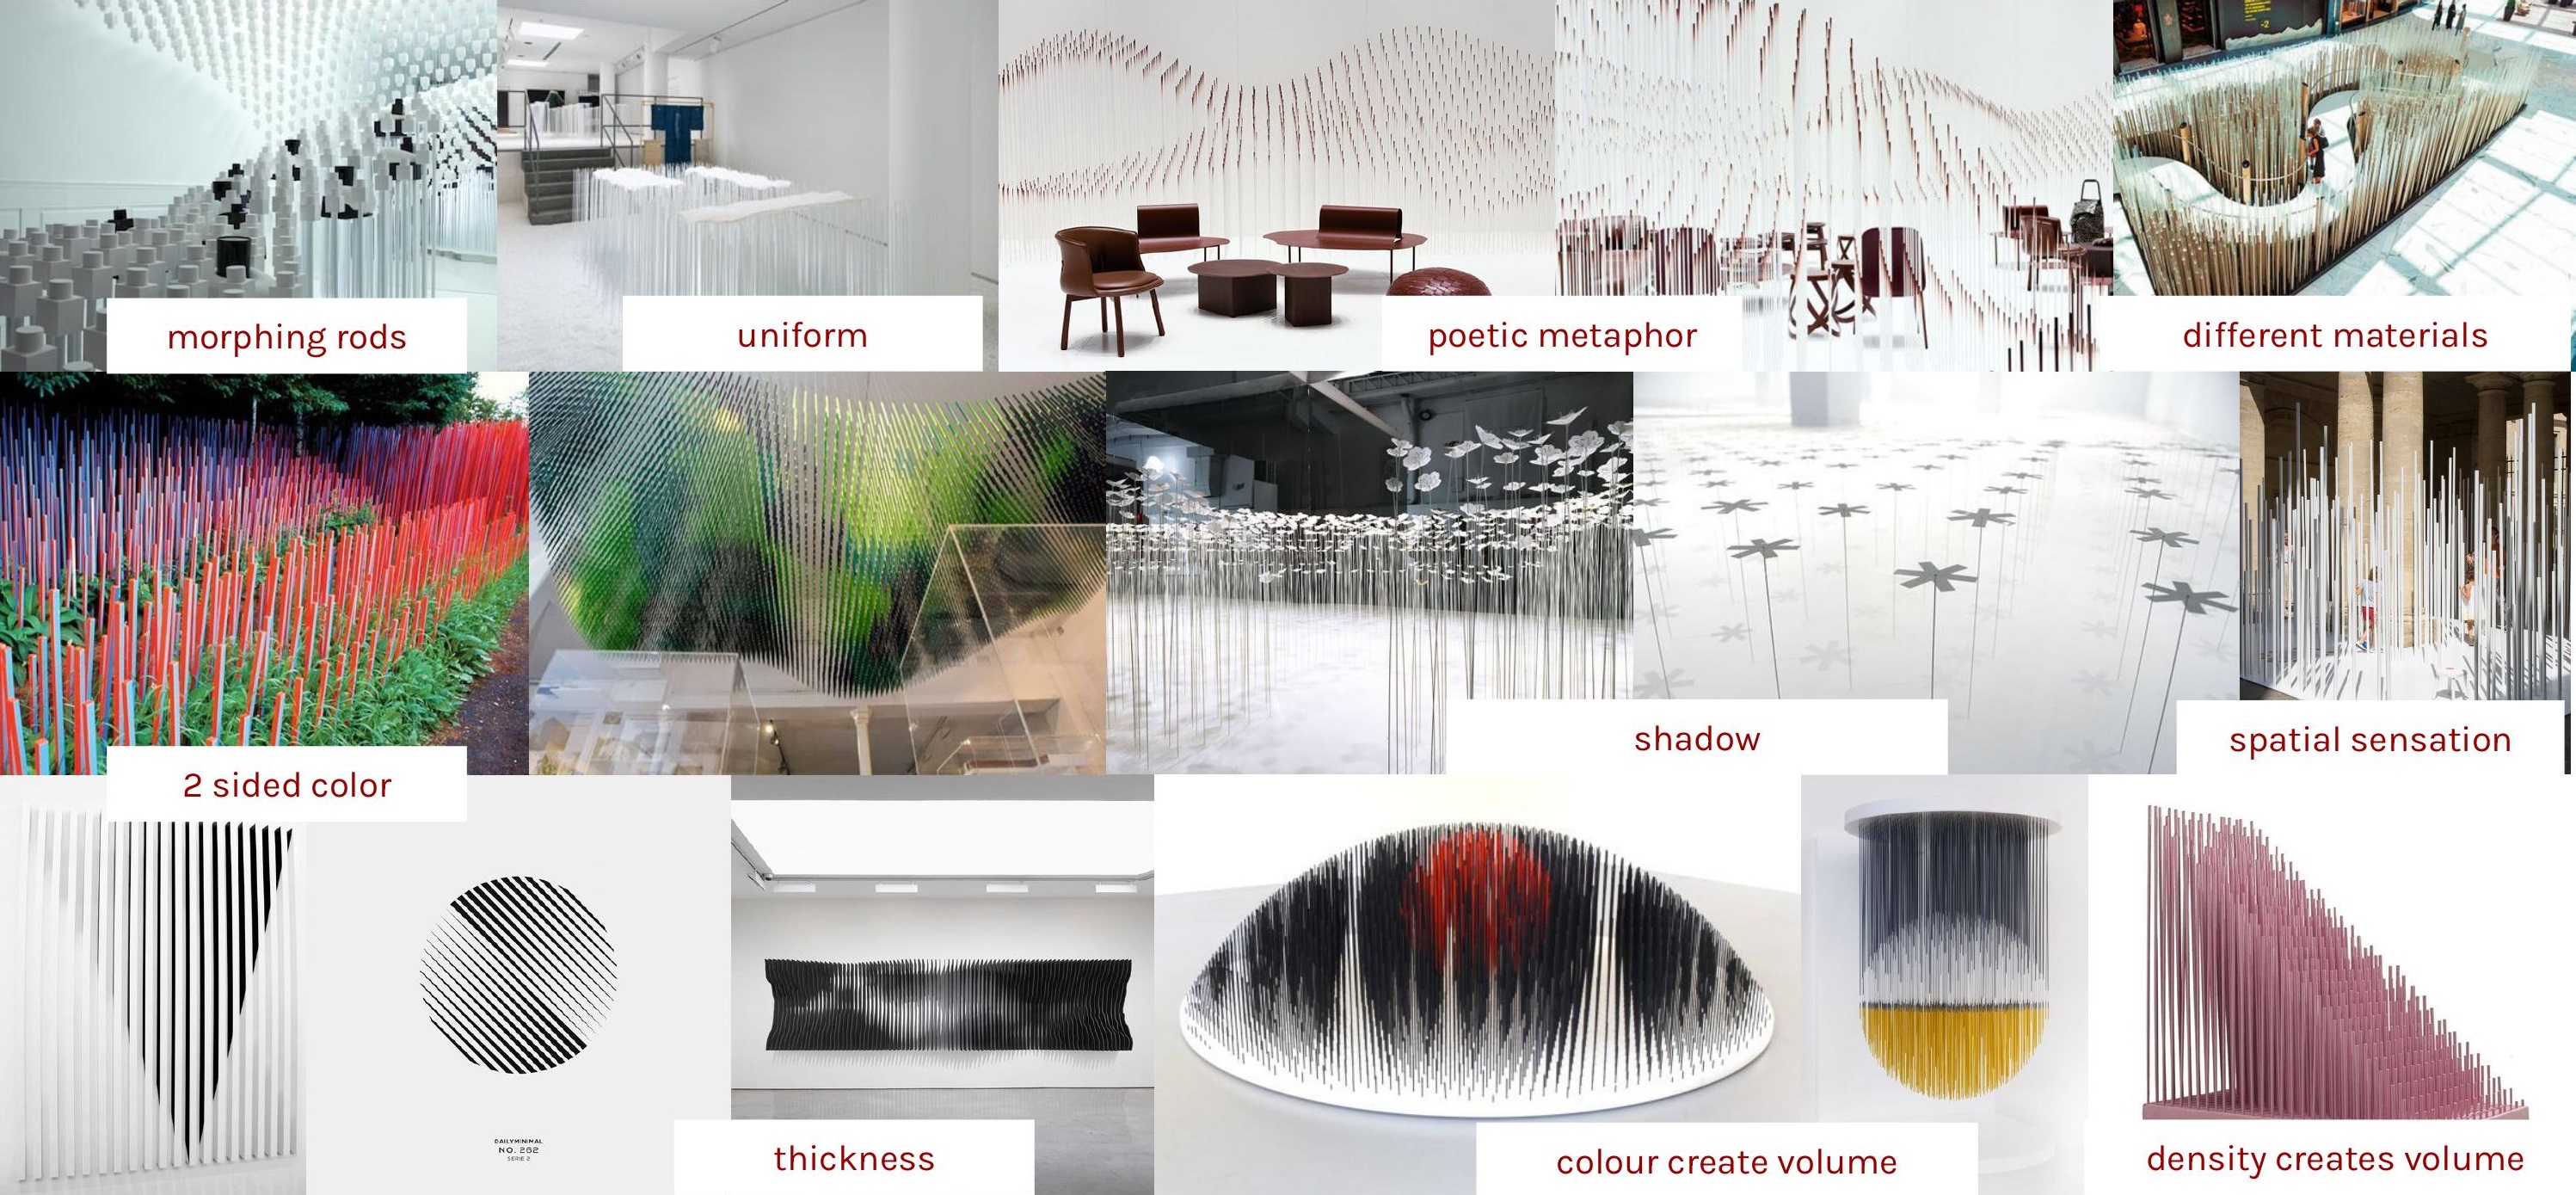 morphing rods
uniform
poetic metaphor
different materials
2 sided color
shadow
spatial sensation
DAILYMINIMAL
NO. 262
SERIE 2
thickness
colour create volume
density creates volume